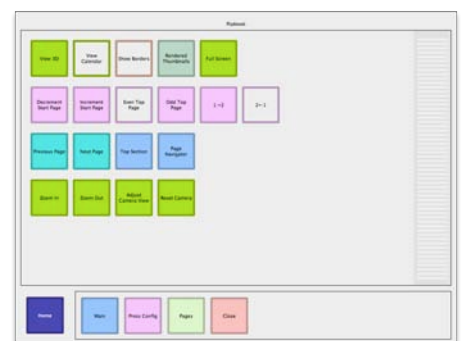 Flipbook
View 3D
View
Calendar
Show Borders
Rendered
Thumbnails
Full Screen
Decrement
Start Page
Increment
Start Page
Even Top
Page
Odd Top
Page
1->2
2<-1
Previous Page
Next Page
Top Section
Page
Navigator
Zoom In
Zoom Out
Adjust
Camera View
Reset Camera
Home
Main
Press Config
Pages
Close